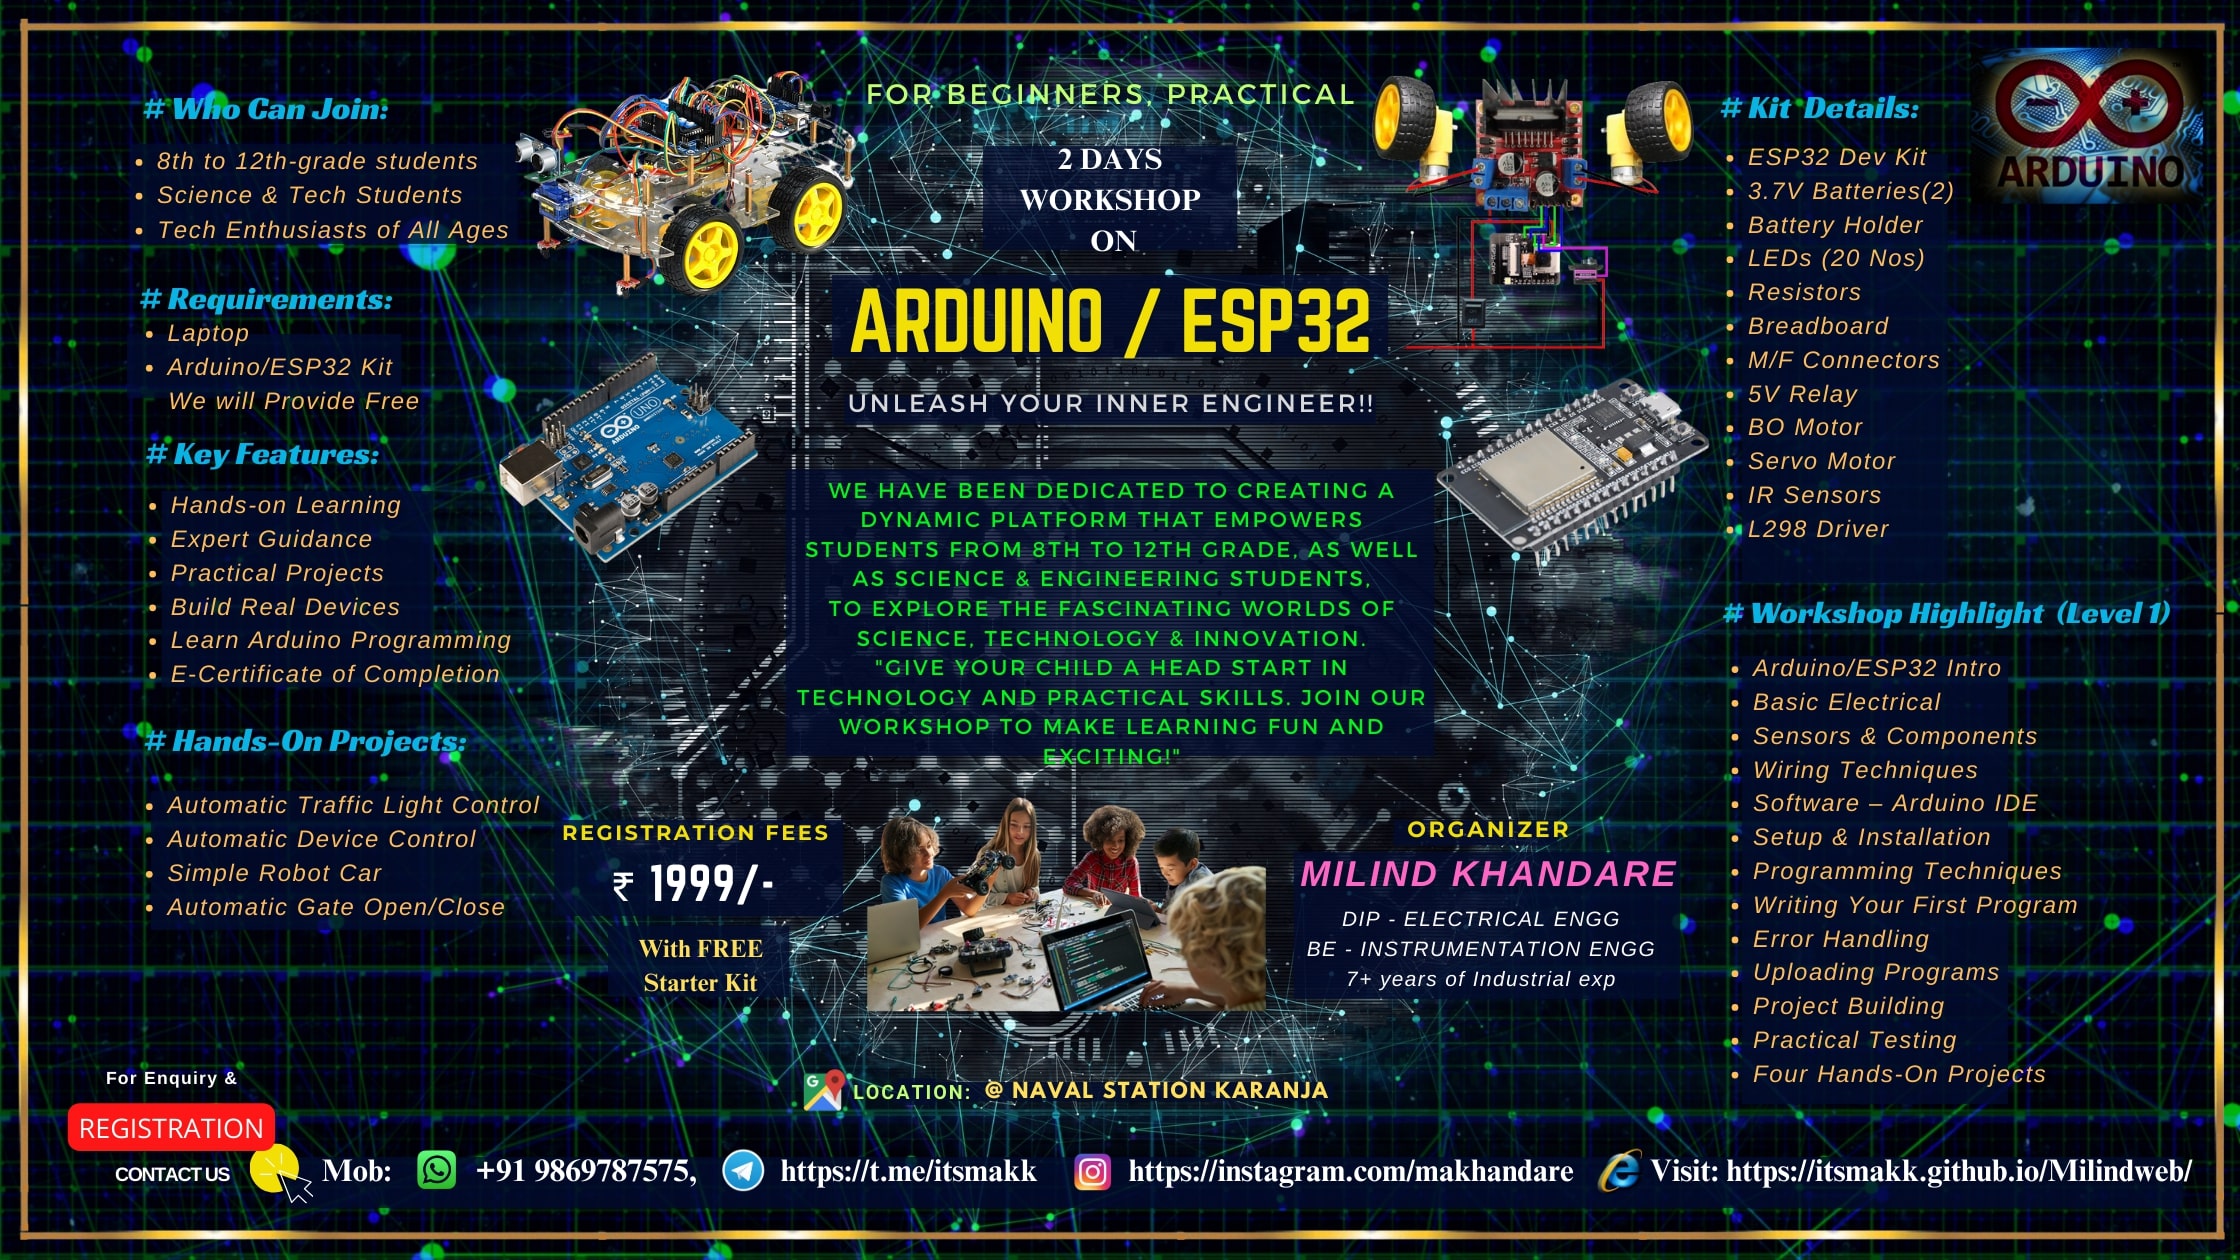 FOR BEGINNERS, PRACTICAL
2 DAYS
WORKSHOP
ON
ARDUINO / ESP32
UNLEASH YOUR INNER ENGINEER!!
# Who Can Join:
8th to 12th-grade students
Science & Tech Students
Tech Enthusiasts of All Ages
# Requirements:
Laptop
Arduino/ESP32 Kit
We will Provide Free
# Key Features:
Hands-on Learning
Expert Guidance
Practical Projects
Build Real Devices
Learn Arduino Programming
E-Certificate of Completion
# Hands-On Projects:
Automatic Traffic Light Control
Automatic Device Control
Simple Robot Car
Automatic Gate Open/Close
UNO
ARDUINO
WE HAVE BEEN DEDICATED TO CREATING A
DYNAMIC PLATFORM THAT EMPOWERS
STUDENTS FROM 8TH TO 12TH GRADE, AS WELL
AS SCIENCE & ENGINEERING STUDENTS,
TO EXPLORE THE FASCINATING WORLDS OF
SCIENCE, TECHNOLOGY & INNOVATION.
"GIVE YOUR CHILD A HEAD START IN
TECHNOLOGY AND PRACTICAL SKILLS. JOIN OUR
WORKSHOP TO MAKE LEARNING FUN AND
EXCITING!"
REGISTRATION FEES
₹ 1999/-
With FREE
Starter Kit
ORGANIZER
MILIND KHANDARE
DIP - ELECTRICAL ENGG
BE - INSTRUMENTATION ENGG
7+ years of Industrial exp
# Kit Details:
ESP32 Dev Kit
3.7V Batteries(2)
Battery Holder
LEDs (20 Nos)
Resistors
Breadboard
M/F Connectors
5V Relay
BO Motor
Servo Motor
IR Sensors
L298 Driver
ARDUINO
TM
# Workshop Highlight (Level 1)
Arduino/ESP32 Intro
Basic Electrical
Sensors & Components
Wiring Techniques
Software – Arduino IDE
Setup & Installation
Programming Techniques
Writing Your First Program
Error Handling
Uploading Programs
Project Building
Practical Testing
Four Hands-On Projects
LOCATION: @ NAVAL STATION KARANJA
For Enquiry &
REGISTRATION
CONTACT US
Mob: +91 9869787575, https://t.me/itsmakk https://instagram.com/makhandare Visit: https://itsmakk.github.io/Milindweb/